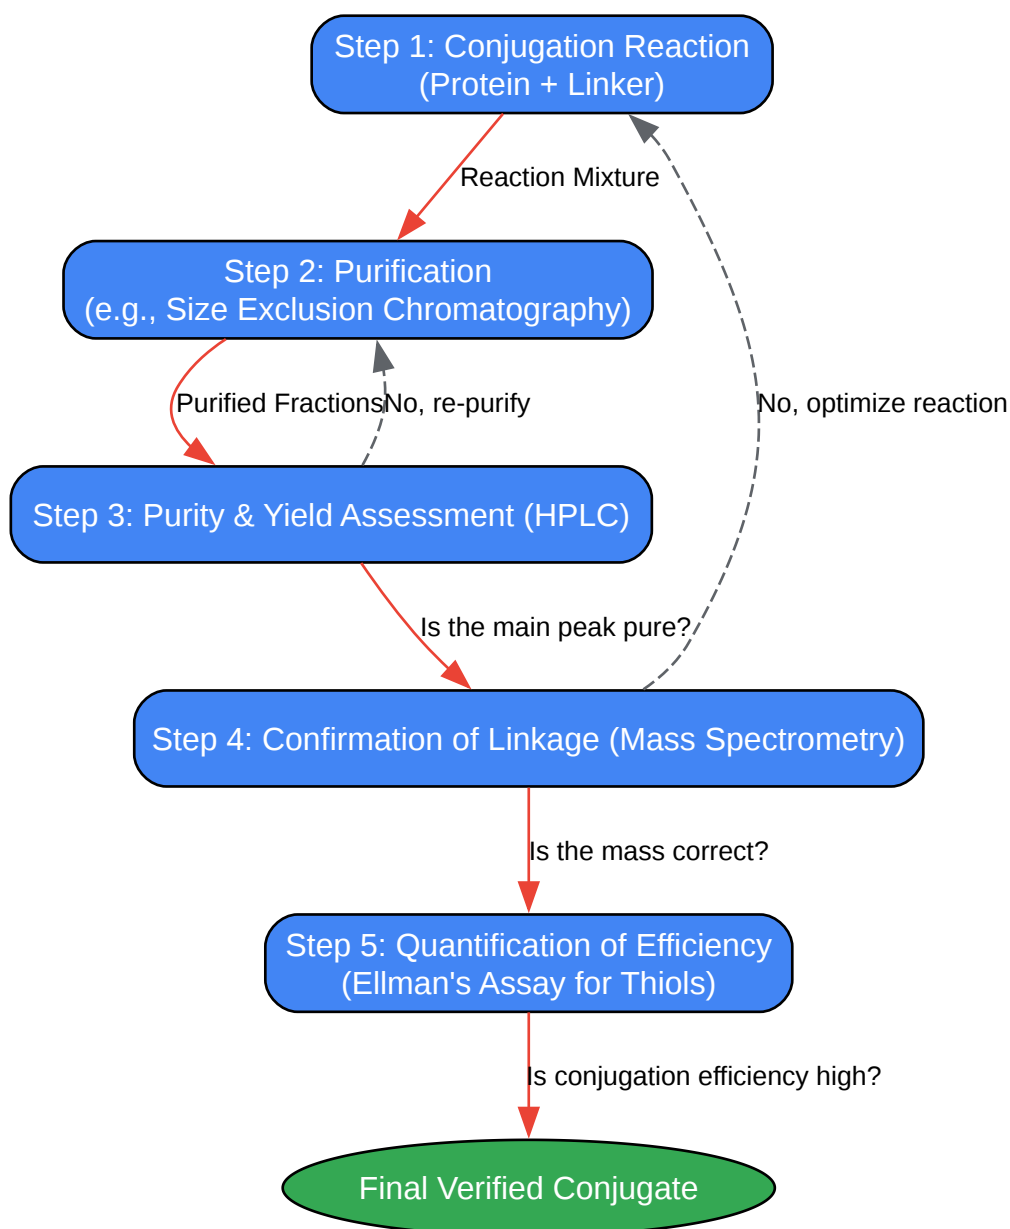 Step 1: Conjugation Reaction
(Protein + Linker)
Reaction Mixture
Step 2: Purification
(e.g., Size Exclusion Chromatography)
Purified Fractions
No, re-purify
No, optimize reaction
Step 3: Purity & Yield Assessment (HPLC)
Is the main peak pure?
Step 4: Confirmation of Linkage (Mass Spectrometry)
Is the mass correct?
Step 5: Quantification of Efficiency
(Ellman's Assay for Thiols)
Is conjugation efficiency high?
Final Verified Conjugate